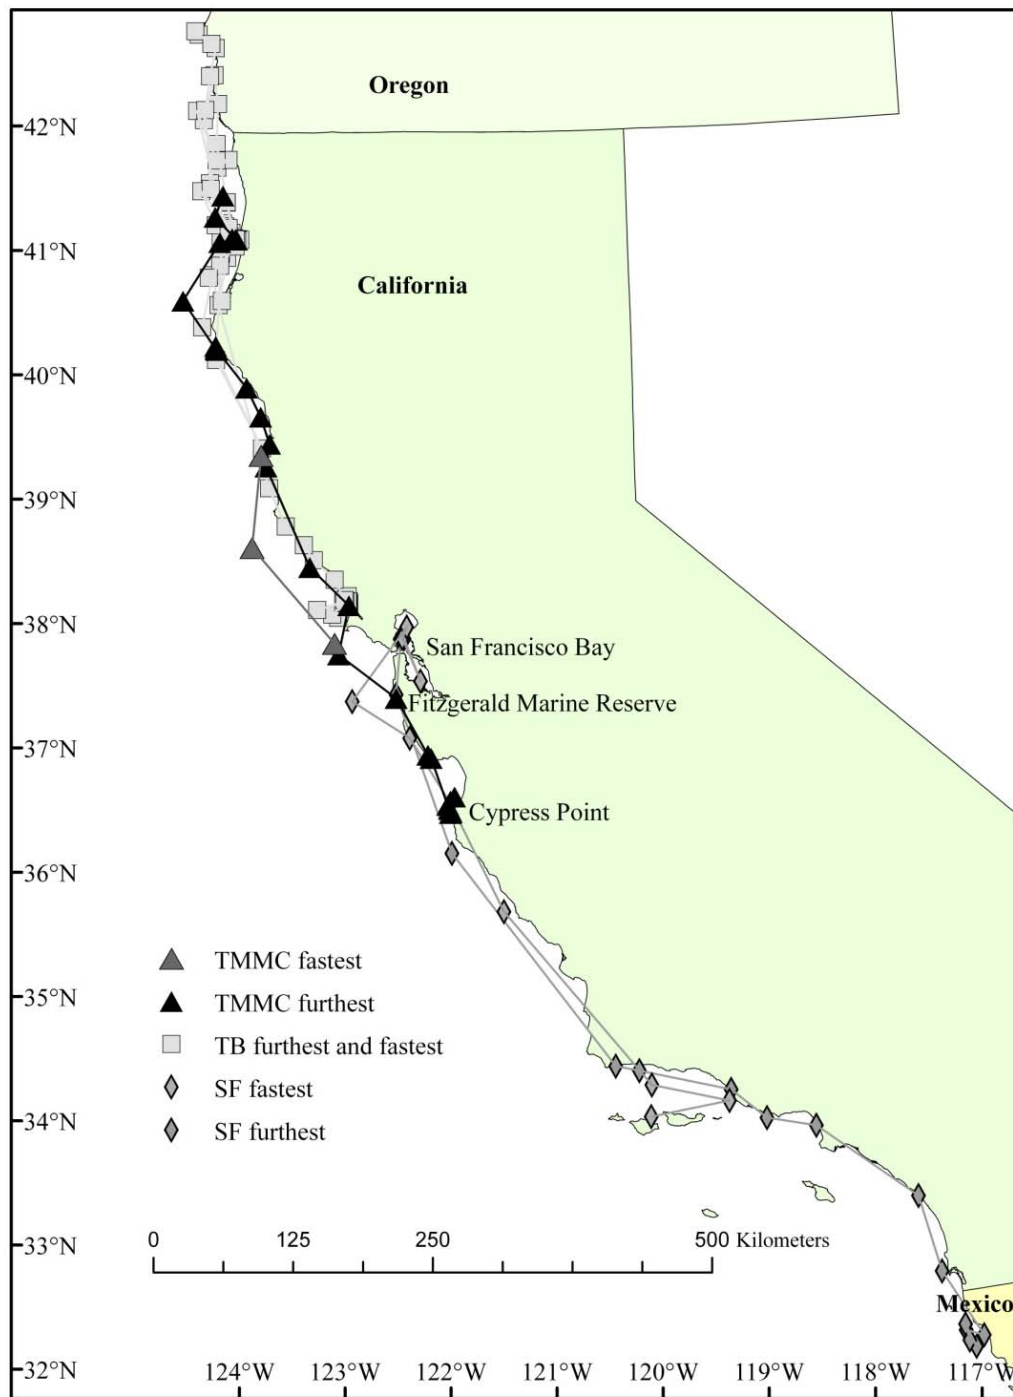 Oregon
42°N
41°N
California
40°N
39°N
38°N
San Francisco Bay
Fitzgerald Marine Reserve
37°N
Cypress Point
36°N
TMMC fastest
35°N
TMMC furthest
TB furthest and fastest
SF fastest
34°N
SF furthest
0 125 250 500 Kilometers
33°N
Mexico
32°N
124°W 123°W 122°W 121°W 120°W 119°W 118°W 117°W